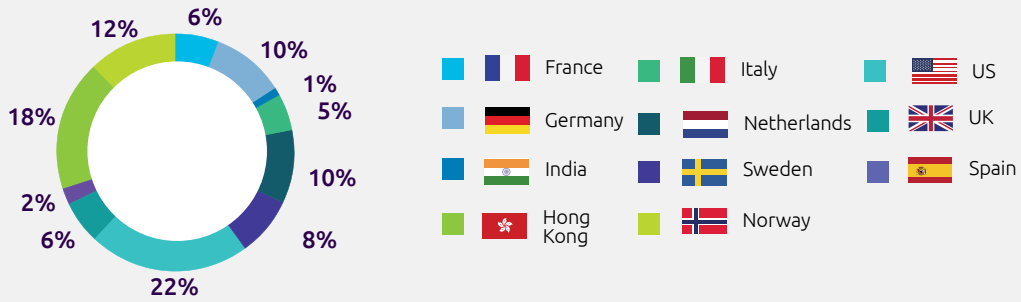 6%
10%
1%
5%
10%
8%
22%
6%
2%
18%
12%
France
Italy
US
Germany
Netherlands
UK
India
Sweden
Spain
Hong
Kong
Norway